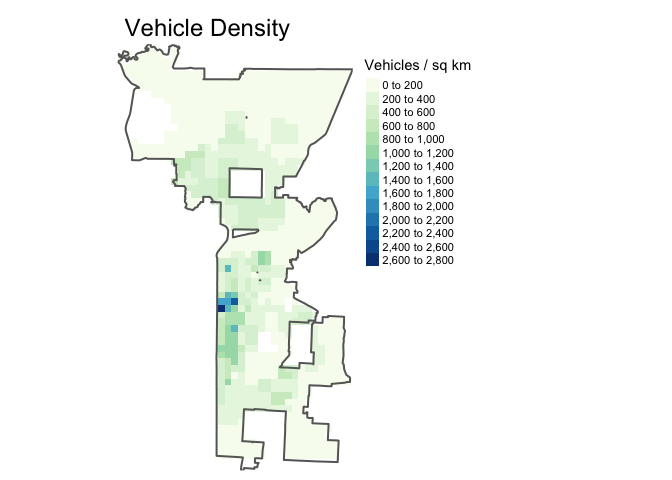 Vehicle Density
Vehicles / sq km
0 to 200
200 to 400
400 to 600
600 to 800
800 to 1,000
1,000 to 1,200
1,200 to 1,400
1,400 to 1,600
1,600 to 1,800
1,800 to 2,000
2,000 to 2,200
2,200 to 2,400
2,400 to 2,600
2,600 to 2,800